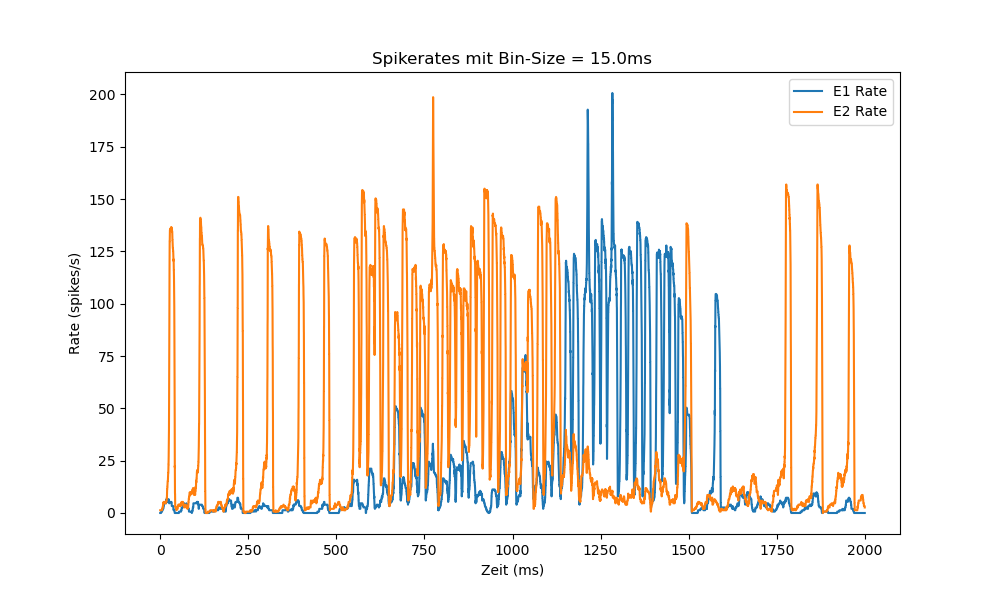 Spikerates mit Bin-Size = 15.0ms
E1 Rate
E2 Rate
200
175
150
125
100
75
50
25
0
Rate (spikes/s)
0 250 500 750 1000 1250 1500 1750 2000
Zeit (ms)